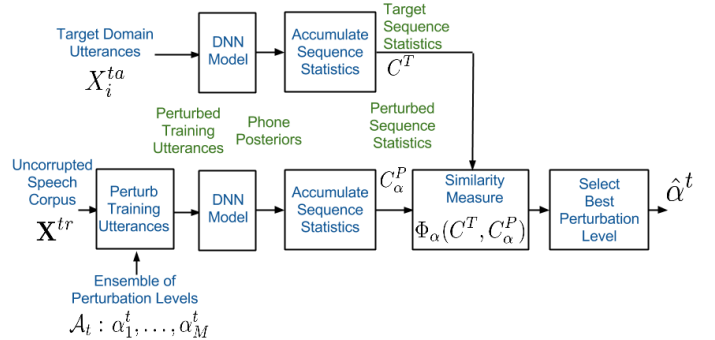 Target Domain
Utterances
X_i^{ta}
DNN
Model
Accumulate
Sequence
Statistics
Target
Sequence
Statistics
C^T
Perturbed
Training
Utterances
Phone
Posteriors
Perturbed
Sequence
Statistics
Uncorrupted
Speech
Corpus
X^{tr}
Perturb
Training
Utterances
DNN
Model
Accumulate
Sequence
Statistics
C_α^P
Similarity
Measure
Φ_α(C^T, C_α^P)
Select
Best
Perturbation
Level
α̂^t
Ensemble of
Perturbation Levels
𝒜_t : α_1^t, . . . , α_M^t